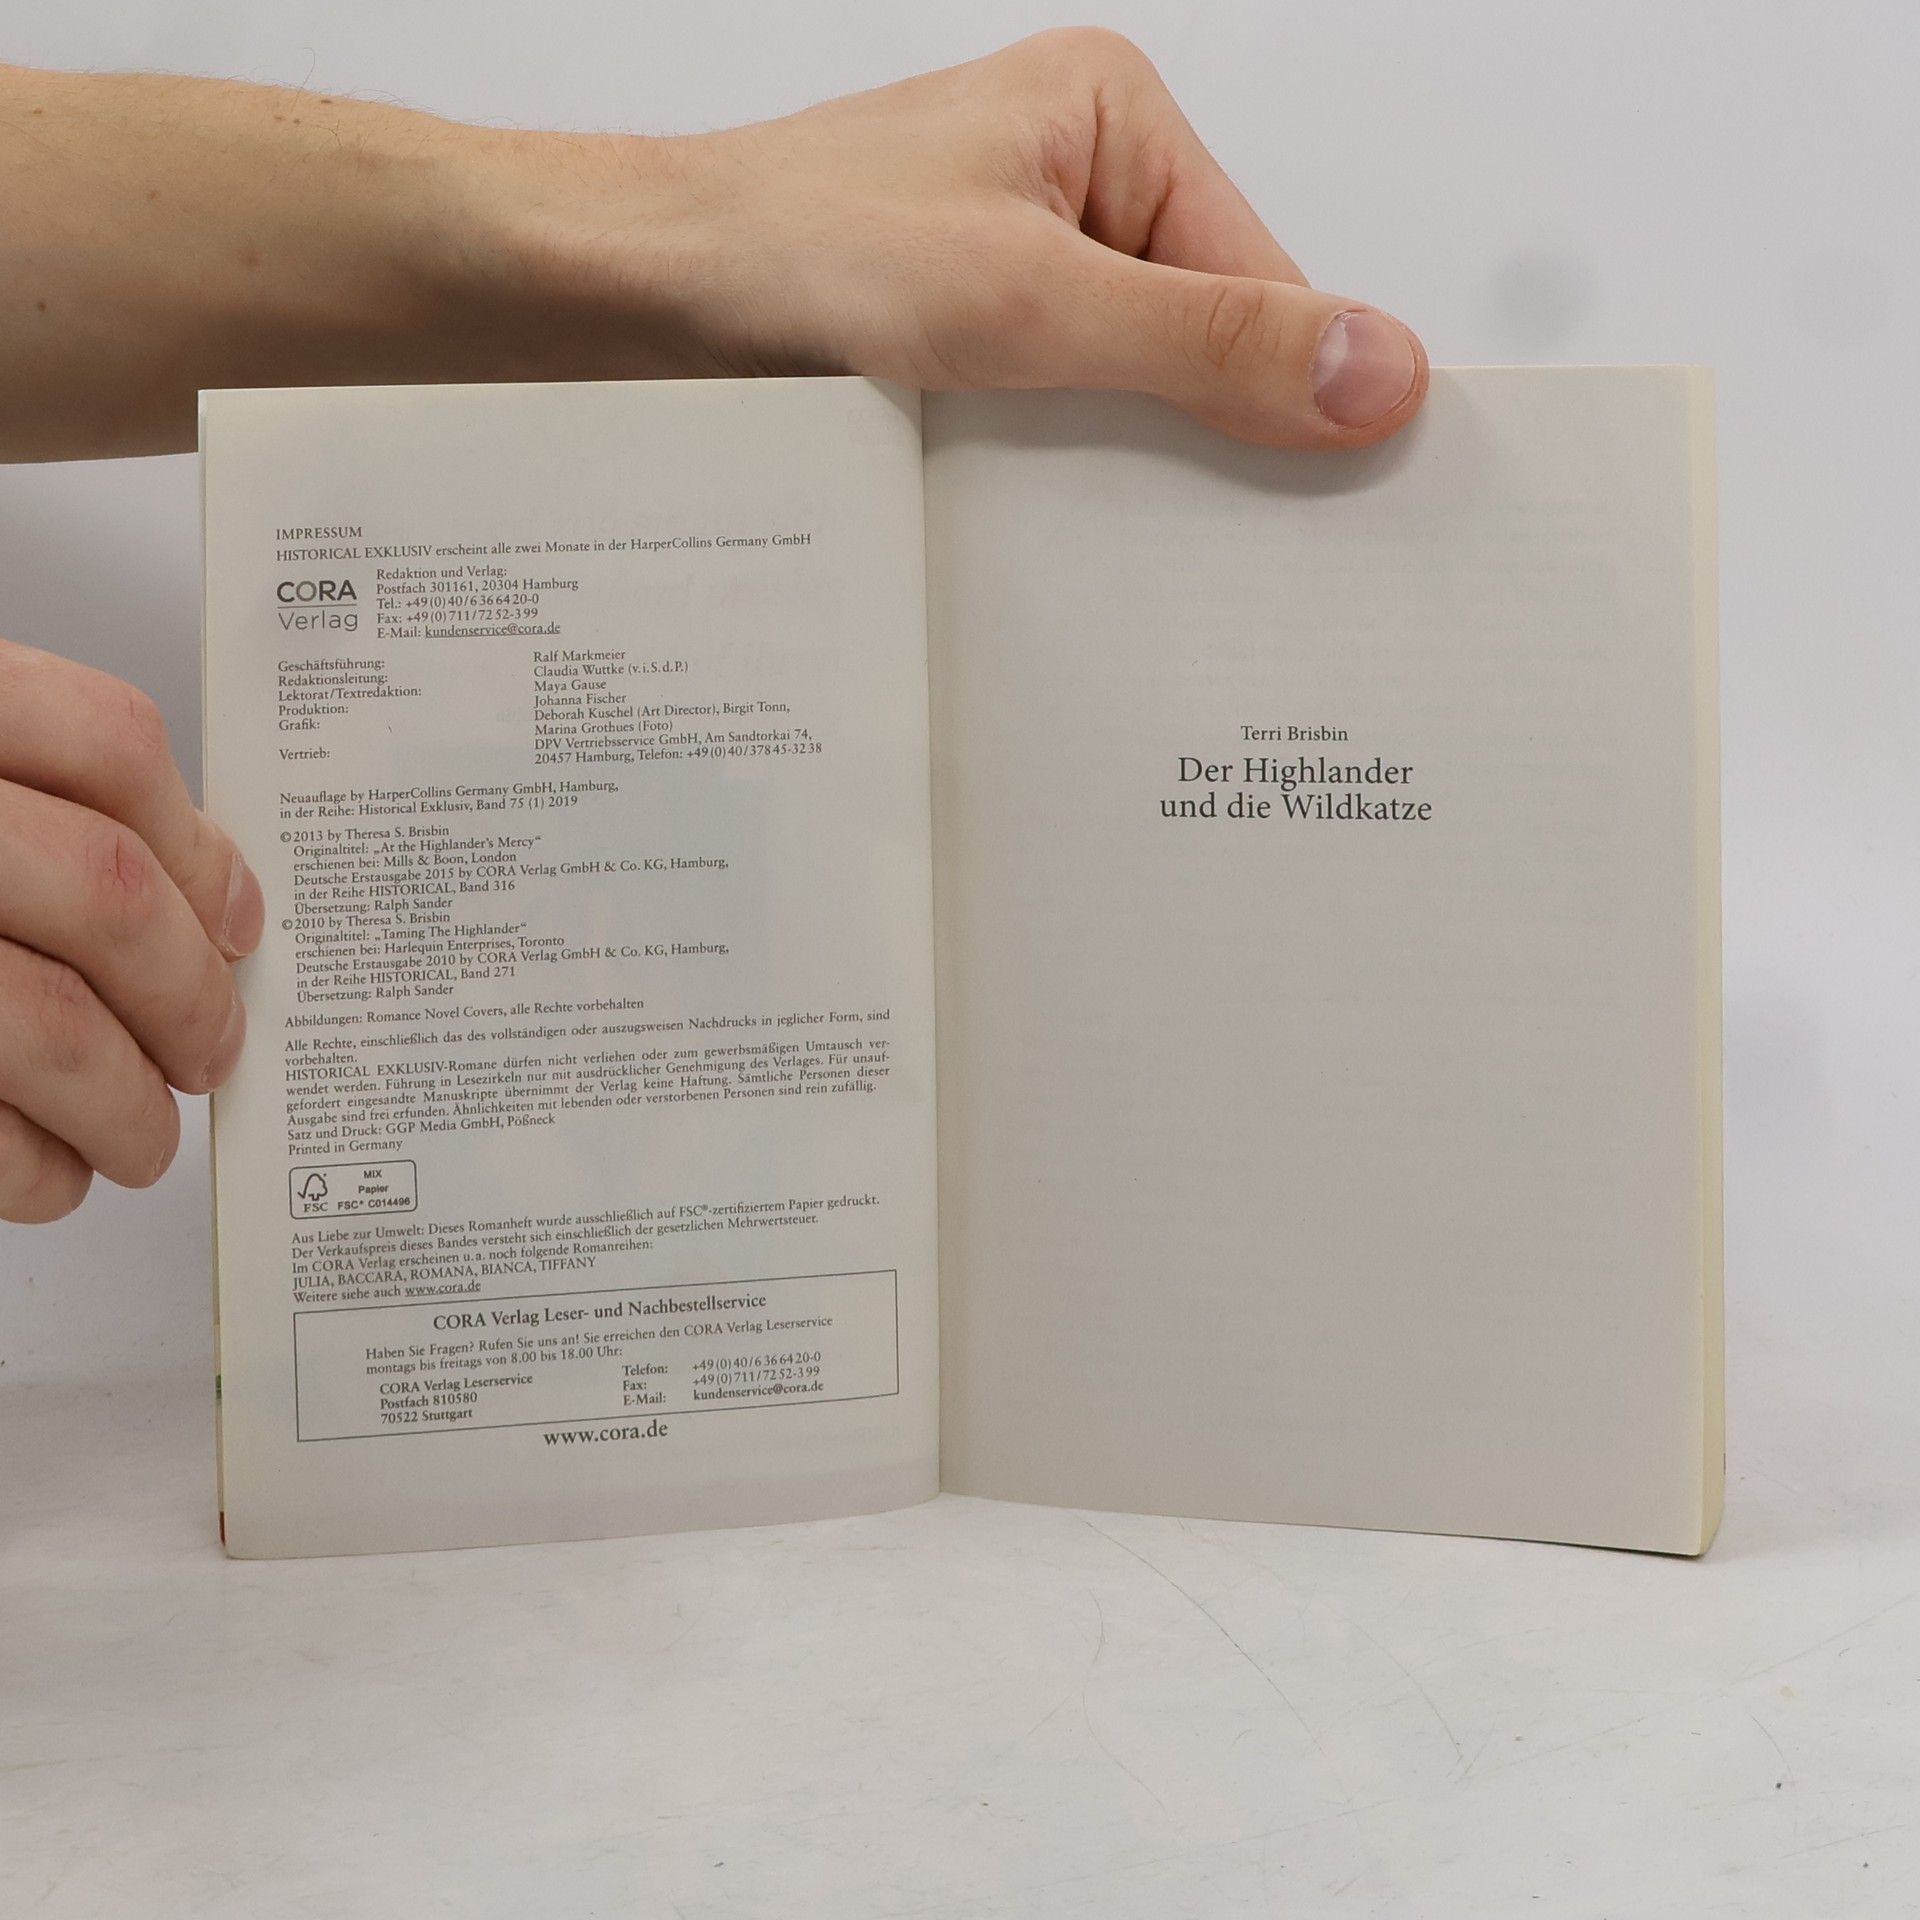 IMPRESSUM
HISTORICAL EXKLUSIV erscheint alle zwei Monate in der HarperCollins Germany GmbH
CORA
Verlag
Redaktion und Verlag:
Postfach 301161, 20304 Hamburg
Tel.: +49(0)40/6366420-0
Fax: +49(0)711/7252-399
E-Mail: kundenservice@cora.de
Geschäftsführung: Ralf Markmeier
Redaktionsleitung: Claudia Wuttke (v.i.S.d.P.)
Lektorat/Textredaktion: Maya Gause
Produktion: Johanna Fischer
Grafik: Deborah Kuschel (Art Director), Birgit Tonn,
Marina Grothues (Foto)
Vertrieb: DPV Vertriebsservice GmbH, Am Sandtorkai 74,
20457 Hamburg, Telefon: +49(0)40/37845-3238
Neuauflage by HarperCollins Germany GmbH, Hamburg,
in der Reihe: Historical Exklusiv, Band 75 (1) 2019
©2013 by Theresa S. Brisbin
Originaltitel: „At the Highlander's Mercy“
erschienen bei: Mills & Boon, London
Deutsche Erstausgabe 2015 by CORA Verlag GmbH & Co. KG, Hamburg,
in der Reihe HISTORICAL, Band 316
Übersetzung: Ralph Sander
©2010 by Theresa S. Brisbin
Originaltitel: „Taming The Highlander“
erschienen bei: Harlequin Enterprises, Toronto
Deutsche Erstausgabe 2010 by CORA Verlag GmbH & Co. KG, Hamburg,
in der Reihe HISTORICAL, Band 271
Übersetzung: Ralph Sander
Abbildungen: Romance Novel Covers, alle Rechte vorbehalten
Alle Rechte, einschließlich das des vollständigen oder auszugsweisen Nachdrucks in jeglicher Form, sind
vorbehalten.
HISTORICAL EXKLUSIV-Romane dürfen nicht verliehen oder zum gewerbsmäßigen Umtausch ver-
wendet werden. Führung in Lesezirkeln nur mit ausdrücklicher Genehmigung des Verlages. Für unauf-
gefordert eingesandte Manuskripte übernimmt der Verlag keine Haftung. Sämtliche Personen dieser
Ausgabe sind frei erfunden. Ähnlichkeiten mit lebenden oder verstorbenen Personen sind rein zufällig.
Satz und Druck: GGP Media GmbH, Pößneck
Printed in Germany
FSC
MIX
Papier
FSC® C014496
Aus Liebe zur Umwelt: Dieses Romanheft wurde ausschließlich auf FSC®-zertifiziertem Papier gedruckt.
Der Verkaufspreis dieses Bandes versteht sich einschließlich der gesetzlichen Mehrwertsteuer.
Im CORA Verlag erscheinen u.a. noch folgende Romanreihen:
JULIA, BACCARA, ROMANA, BIANCA, TIFFANY
Weitere siehe auch www.cora.de
CORA Verlag Leser- und Nachbestellservice
Haben Sie Fragen? Rufen Sie uns an! Sie erreichen den CORA Verlag Leserservice
montags bis freitags von 8.00 bis 18.00 Uhr:
CORA Verlag Leserservice
Postfach 810580
70522 Stuttgart
Telefon: +49(0)40/6366420-0
Fax: +49(0)711/7252-399
E-Mail: kundenservice@cora.de
www.cora.de
Terri Brisbin
Der Highlander
und die Wildkatze